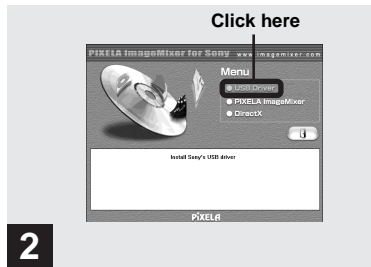 Click here
PIXELA ImageMixer for Sony www.imagemixer.com
Menu
USB Driver
PIXELA ImageMixer
DirectX
Install Sony's USB driver
PIXELA
2